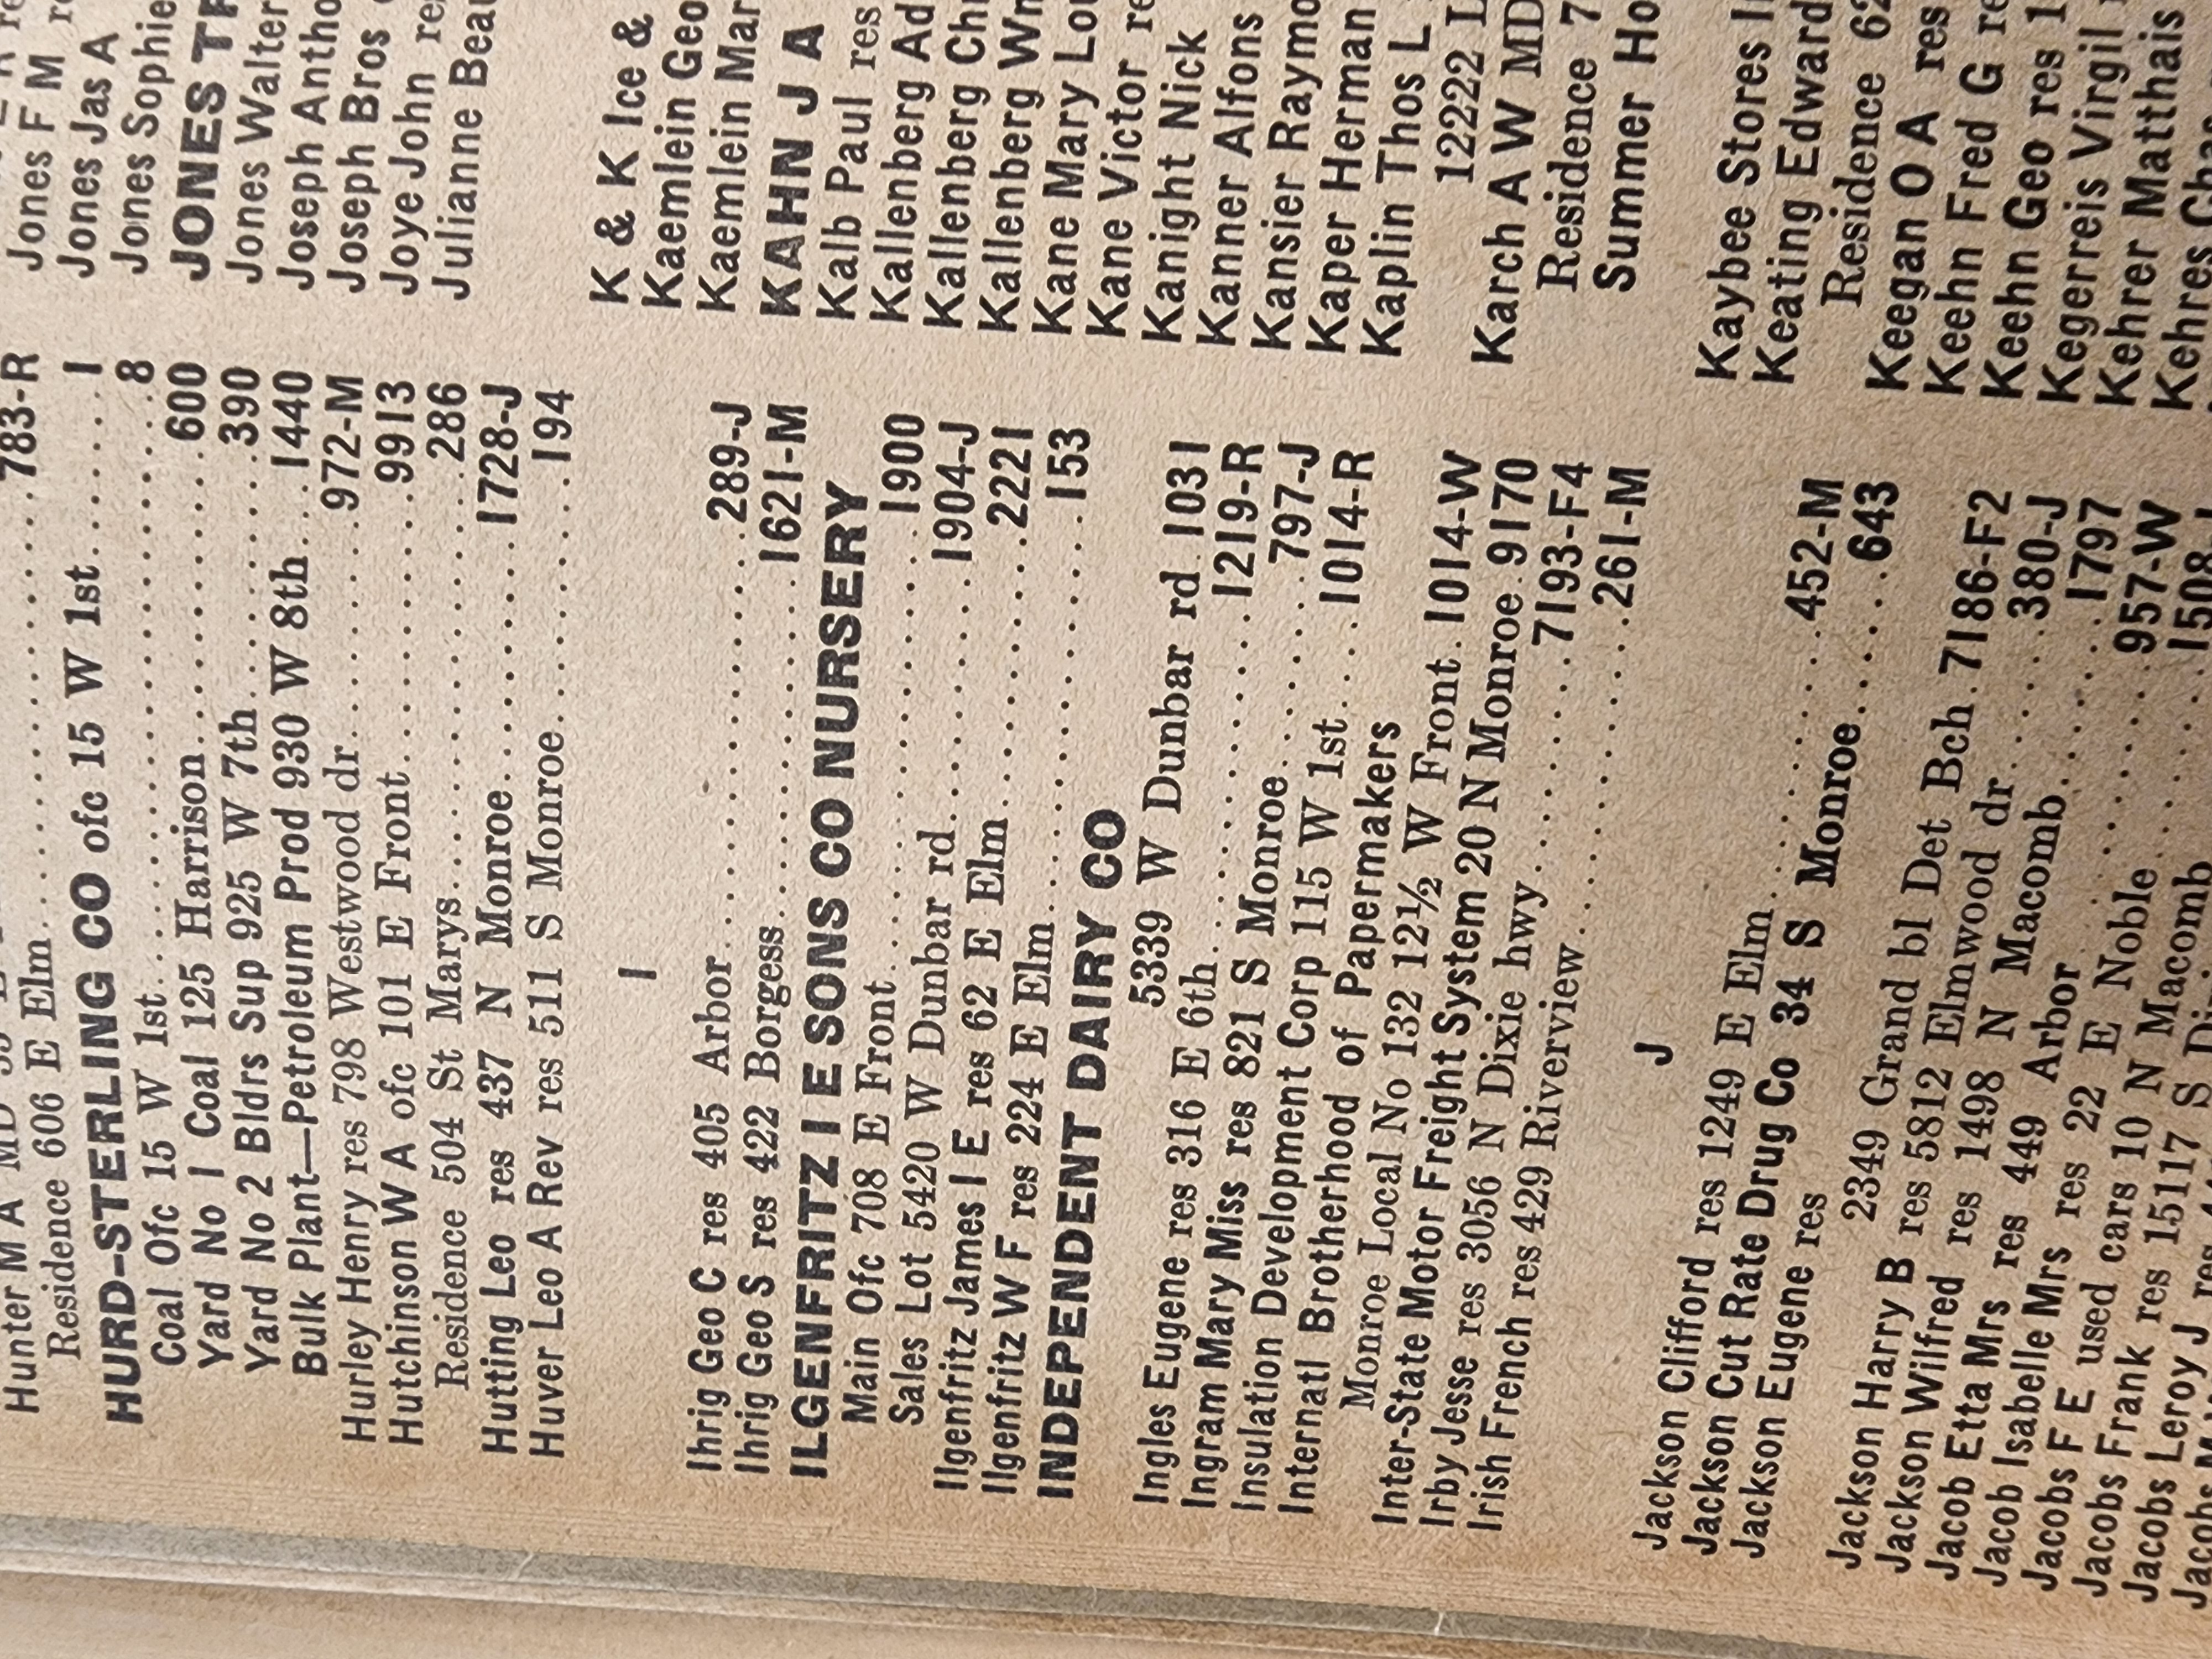 783-R
Hunter M A MD
Residence 606 E Elm..........1
HURD-STERLING CO ofc 15 W 1st......1
Coal Ofc 15 W 1st..........8
Yard No 1 Coal 125 Harrison..........600
Yard No 2 Bldrs Sup 925 W 7th..........390
Bulk Plant—Petroleum Prod 930 W 8th...1440
Hurley Henry res 798 Westwood dr..........972-M
Hutchinson W A ofc 101 E Front..........9913
Residence 504 St Marys..........286
Hutting Leo res 437 N Monroe..........1728-J
Huver Leo A Rev res 511 S Monroe..........194
I
Ihrig Geo C res 405 Arbor..........289-J
Ihrig Geo S res 422 Borgess..........1621-M
ILGENFRITZ I E SONS CO NURSERY
Main Ofc 708 E Front..........1900
Sales Lot 5420 W Dunbar rd..........1904-J
Ilgenfritz James I E res 62 E Elm..........2221
Ilgenfritz W F res 224 E Elm..........153
INDEPENDENT DAIRY CO
5339 W Dunbar rd 1031
Ingles Eugene res 316 E 6th..........1219-R
Ingram Mary Miss res 821 S Monroe..........797-J
Insulation Development Corp 115 W 1st....1014-R
Internatl Brotherhood of Papermakers
Monroe Local No 132 12½ W Front.1014-W
Inter-State Motor Freight System 20 N Monroe.9170
Irby Jesse res 3056 N Dixie hwy..........7193-F4
Irish French res 429 Riverview..........261-M
J
Jackson Clifford res 1249 E Elm..........452-M
Jackson Cut Rate Drug Co 34 S Monroe....643
Jackson Eugene res
2349 Grand bl Det Bch.7186-F2
Jackson Harry B res 5812 Elmwood dr......380-J
Jackson Wilfred res 1498 N Macomb......1797
Jacob Etta Mrs res 449 Arbor..........957-W
Jacob Isabelle Mrs res 22 E Noble
Jacobs F E used cars 10 N Macomb
Jacobs Frank res 15117 S Dixie
Jacobs Leroy J res
Jones F M
Jones Jas A
Jones Sophie
JONES
Jones Walter
Joseph Antho
Joseph Bros
Joye John re
Julianne Beau
K & K Ice &
Kaemlein Geo
Kaemlein Mar
KAHN J A
Kalb Paul res
Kallenberg Ad
Kallenberg Chr
Kallenberg Wm
Kane Mary Lou
Kane Victor re
Kanight Nick
Kanner Alfons
Kansier Raymo
Kaper Herman
Kaplin Thos L
12222
Karch A W MD
Residence 7
Summer Ho
Kaybee Stores I
Keating Edward
Residence 62
Keegan O A res
Keehn Fred G re
Keehn Geo res 1
Kegerreis Virgil
Kehrer Matthais
Kehres Cha